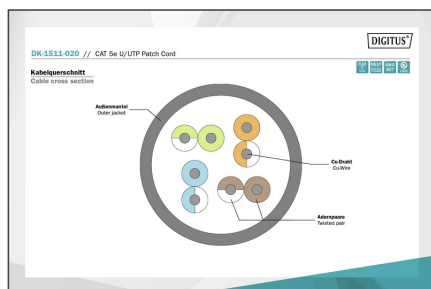 DIGITUS®
DK-1511-020 // CAT 5e U/UTP Patch Cord
Kabelquerschnitt
Cable cross section
Außenmantel
Outer jacket
Cu-Draht
Cu-Wire
Adernpaare
Twisted pair